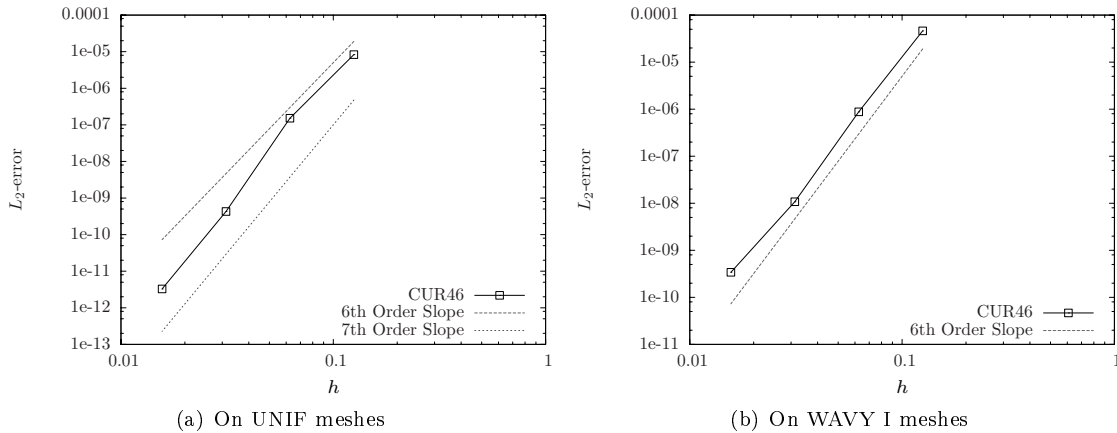 0.0001
1e-05
1e-06
1e-07
1e-08
1e-09
1e-10
1e-11
1e-12
1e-13
0.01
0.1
1
L2-error
h
CUR46
6th Order Slope
7th Order Slope
(a) On UNIF meshes
0.0001
1e-05
1e-06
1e-07
1e-08
1e-09
1e-10
1e-11
0.01
0.1
1
L2-error
h
CUR46
6th Order Slope
(b) On WAVY I meshes